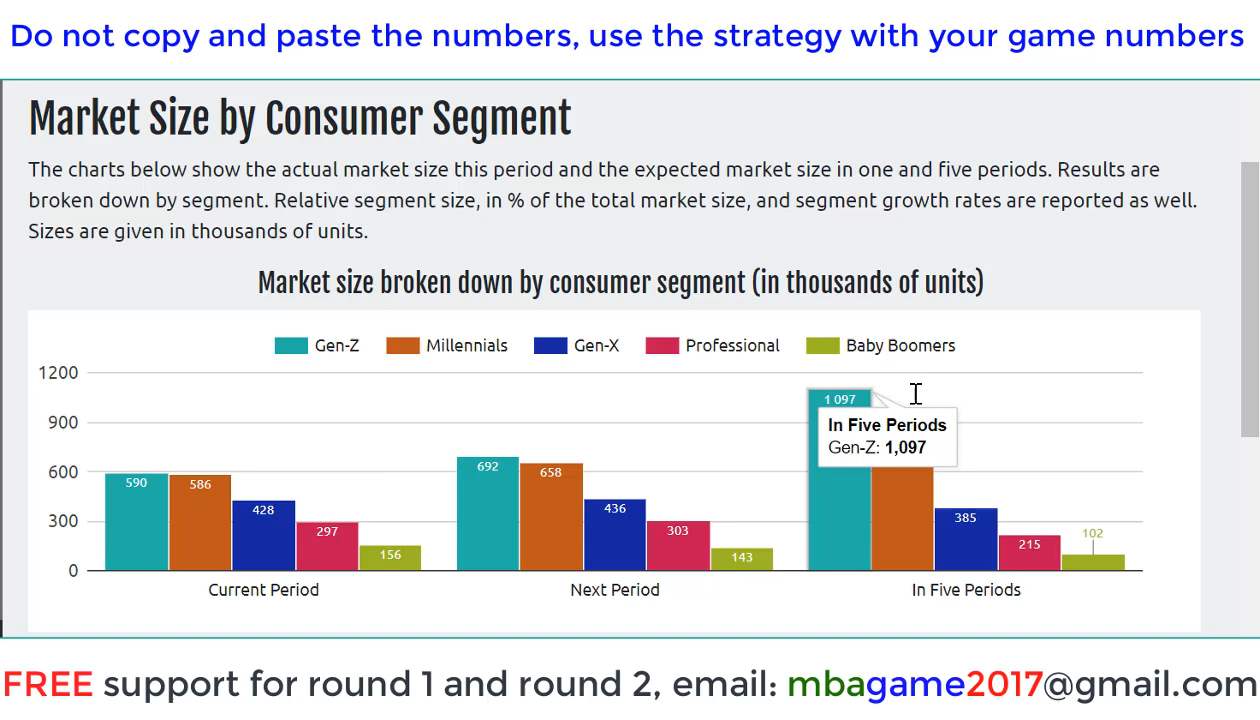 Do not copy and paste the numbers, use the strategy with your game numbers
Market Size by Consumer Segment
The charts below show the actual market size this period and the expected market size in one and five periods. Results are
broken down by segment. Relative segment size, in % of the total market size, and segment growth rates are reported as well.
Sizes are given in thousands of units.
Market size broken down by consumer segment (in thousands of units)
Gen-Z Millennials Gen-X Professional Baby Boomers
1200
900
600
300
0
590 586 428 297 156
692 658 436 303 143
1 097 385 215 102
In Five Periods
Gen-Z: 1,097
Current Period Next Period In Five Periods
FREE support for round 1 and round 2, email: mbagame2017@gmail.com